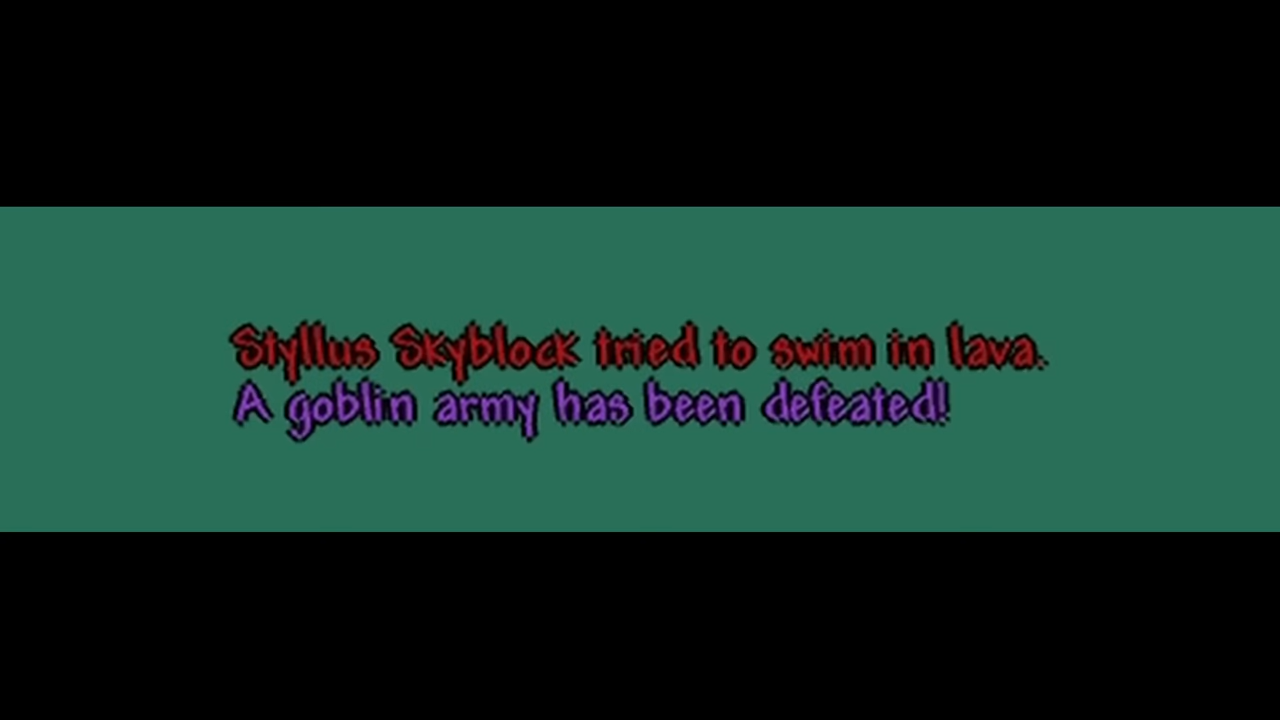 Styllus Skyblock tried to swim in lava.
A goblin army has been defeated!